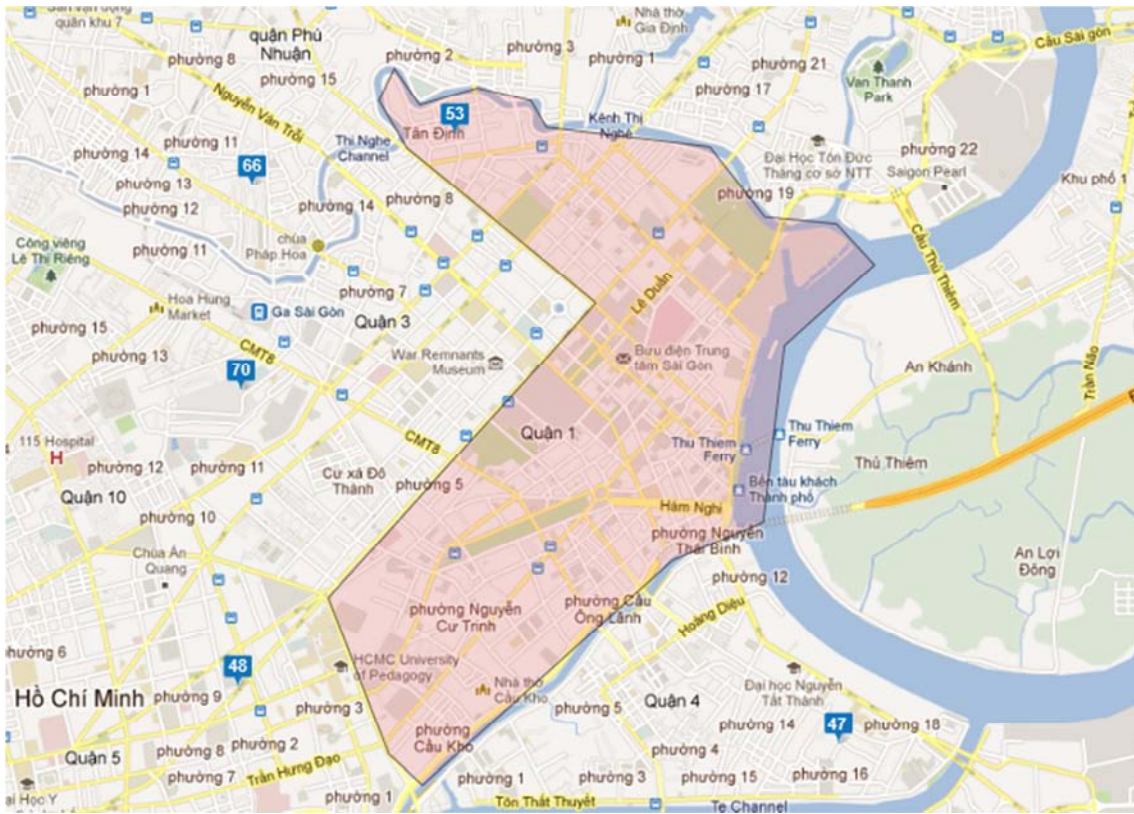 sân vận động
quân khu 7
quận Phú
Nhuận
phường 2
phường 3
Nhà thờ
Gia Định
Cầu Sài gòn
phường 8
phường 1
phường 1
phường 15
phường 21
Van Thanh
Park
Nguyễn Văn Trỗi
53
Tân Định
Kênh Thị
Nghè
phường 17
phường 11
phường 14
Thi Nghe
Channel
66
Đại Học Tôn Đức
Thắng cơ sở NTT
phường 22
Saigon Pearl
phường 13
phường 12
phường 14
phường 8
phường 19
Khu phố 1
Công viêng
Lê Thị Riêng
phường 11
chùa
Pháp Hoa
Cầu Thủ Thiêm
Lê Duẩn
phường 7
Hoa Hung
Market
Ga Sài Gòn
Quận 3
phường 15
phường 13
CMT8
War Remnants
Museum
Bưu điện Trung
tâm Sài Gòn
An Khánh
Trần Não
70
115 Hospital
H
CMT8
Quận 1
Thu Thiem
Ferry
Thu Thiem
Ferry
phường 12
phường 11
Cư xá Đô
Thành
phường 5
Thủ Thiêm
Quận 10
Bến tàu khách
Thành phố
Hàm Nghi
phường 10
phường Nguyễn
Thái Bình
Chùa Ấn
Quang
An Lợi
Đông
phường 12
phường Nguyễn
Cư Trinh
phường Cầu
Ông Lãnh
Hoàng Diệu
phường 6
48
HCMC University
of Pedagogy
Hồ Chí Minh
phường 9
phường 3
Nhà thờ
Cầu Kho
Quận 4
Đại học Nguyễn
Tất Thành
phường 5
phường 14
47
phường 18
phường
Cầu Kho
Quận 5
phường 8
phường 2
phường 4
phường 7
Trần Hưng Đạo
phường 1
phường 1
phường 3
phường 15
phường 16
ại Học Y
Tôn Thất Thuyết
Te Channel